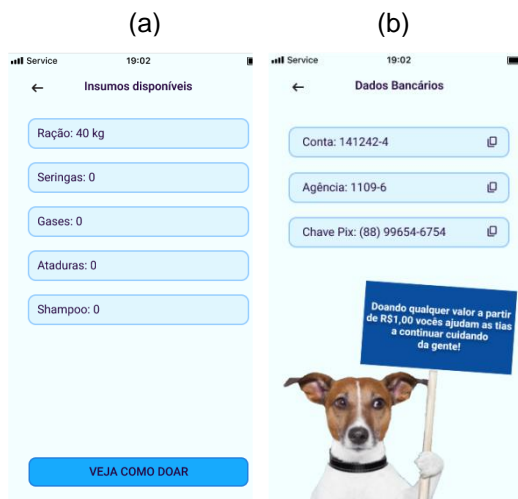 (a)
(b)
Service 19:02
Insumos disponíveis
Ração: 40 kg
Seringas: 0
Gases: 0
Ataduras: 0
Shampoo: 0
VEJA COMO DOAR
Service 19:02
Dados Bancários
Conta: 141242-4
Agência: 1109-6
Chave Pix: (88) 99654-6754
Doando qualquer valor a partir
de R$1,00 vocês ajudam as tias
a continuar cuidando
da gente!